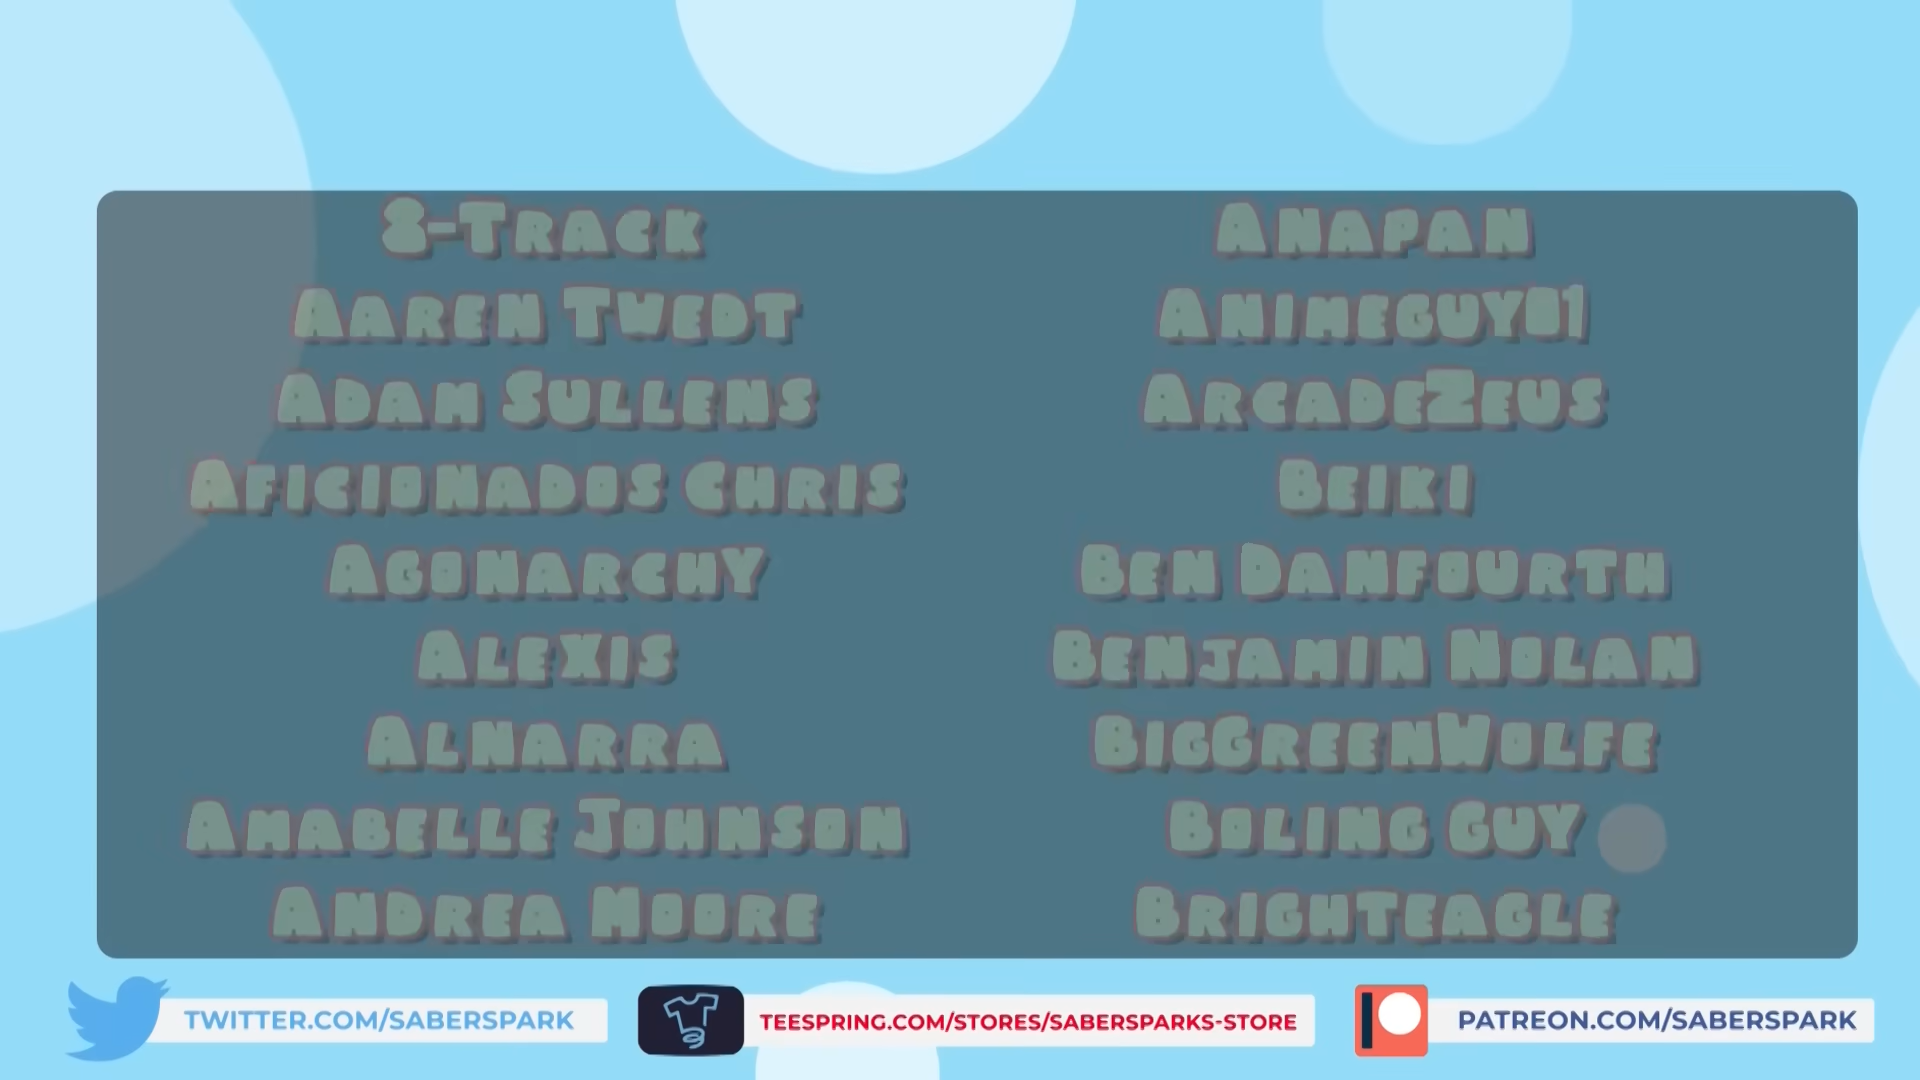 8-Track
Aaren Twedt
Adam Sullens
Aficionados Chris
AgonarchY
Alexis
AlNarra
Amabelle Johnson
Andrea Moore
Anapan
Animeguy01
ArcadeZeus
Beiki
Ben Danfourth
Benjamin Nolan
BigGreenWolfe
Boling Guy
Brighteagle
TWITTER.COM/SABERSPARK
TEESPRING.COM/STORES/SABERSPARKS-STORE
PATREON.COM/SABERSPARK